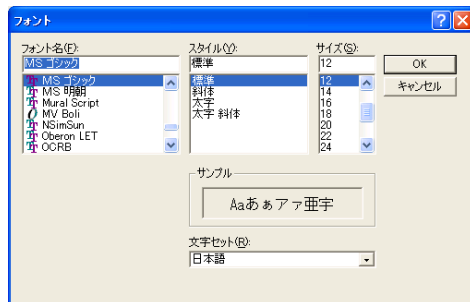 フォント
フォント名(F):
MS ゴシック
MS ゴシック
MS 明朝
Mural Script
MV Boli
NSimSun
Oberon LET
OCRB
スタイル(Y):
標準
標準
斜体
太字
太字 斜体
サイズ(S):
12
12
14
16
18
20
22
24
OK
キャンセル
サンプル
Aaあぁアァ亜宇
文字セット(R):
日本語